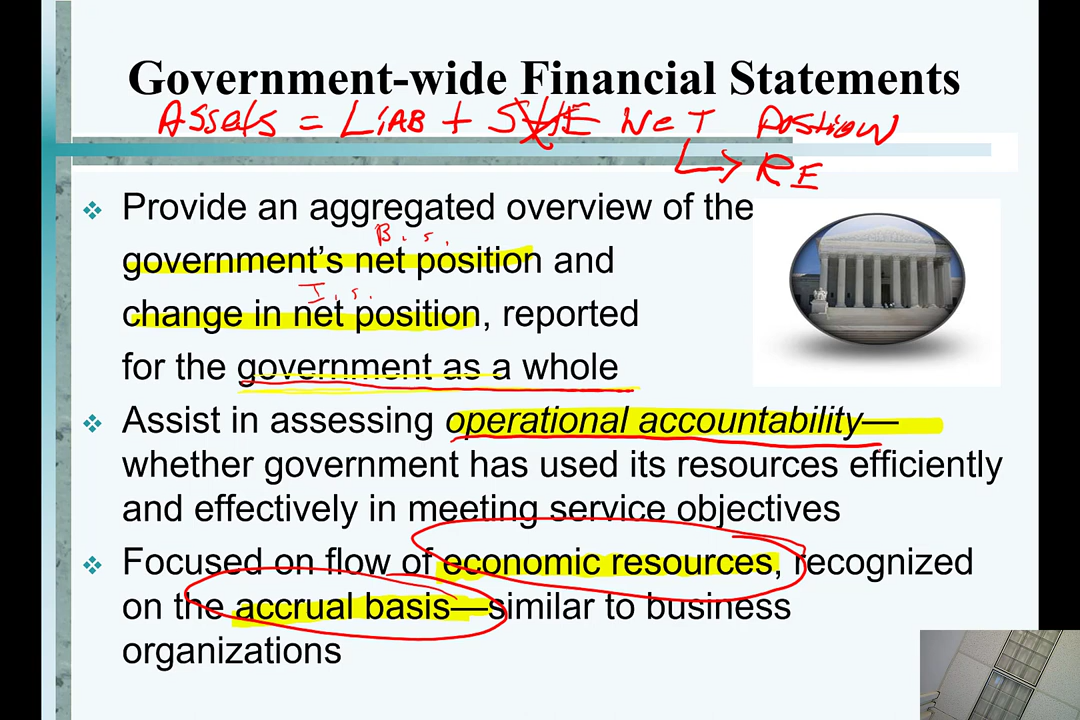 Government-wide Financial Statements
Assets = LiAB + SHE Net Postion
↳ RE
❖ Provide an aggregated overview of the
B.S.
government's net position and
I.S.
change in net position, reported
for the government as a whole
❖ Assist in assessing operational accountability—
whether government has used its resources efficiently
and effectively in meeting service objectives
❖ Focused on flow of economic resources, recognized
on the accrual basis—similar to business
organizations